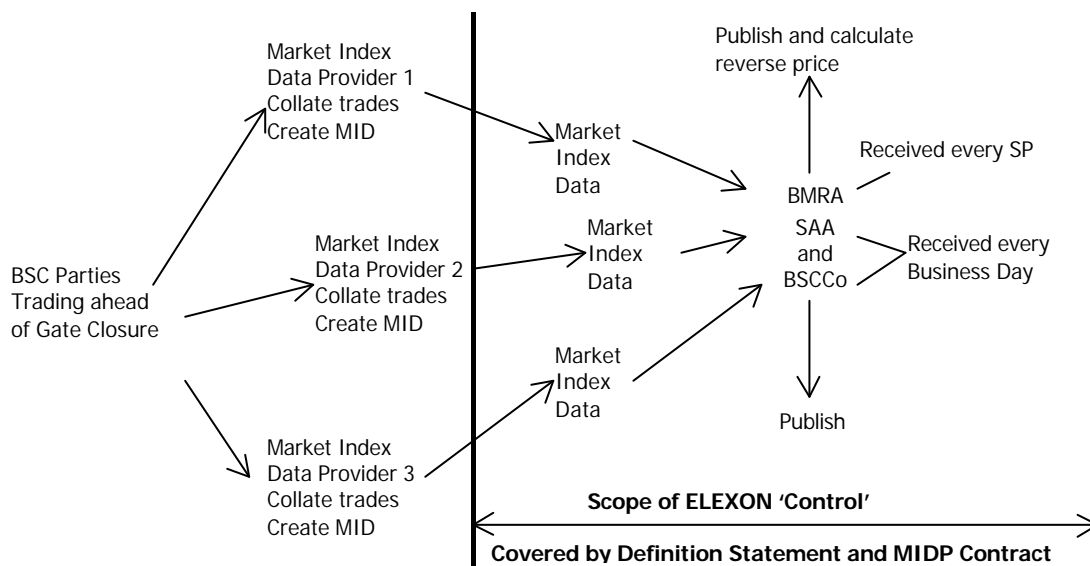 Market Index
Data Provider 1
Collate trades
Create MID
Publish and calculate
reverse price
Market
Index
Data
Received every SP
BMRA
SAA
and
BSCCo
Received every
Business Day
BSC Parties
Trading ahead
of Gate Closure
Market Index
Data Provider 2
Collate trades
Create MID
Market
Index
Data
Market
Index
Data
Publish
Market Index
Data Provider 3
Collate trades
Create MID
Scope of ELEXON ‘Control’
Covered by Definition Statement and MIDP Contract